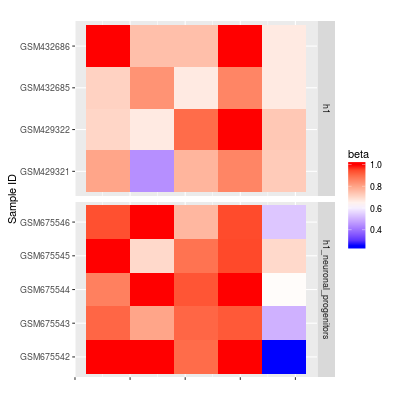 GSM432686
GSM432685
GSM429322
GSM429321
h1
GSM675546
GSM675545
GSM675544
GSM675543
GSM675542
h1_neuronal_progenitors
Sample ID
beta
1.0
0.8
0.6
0.4